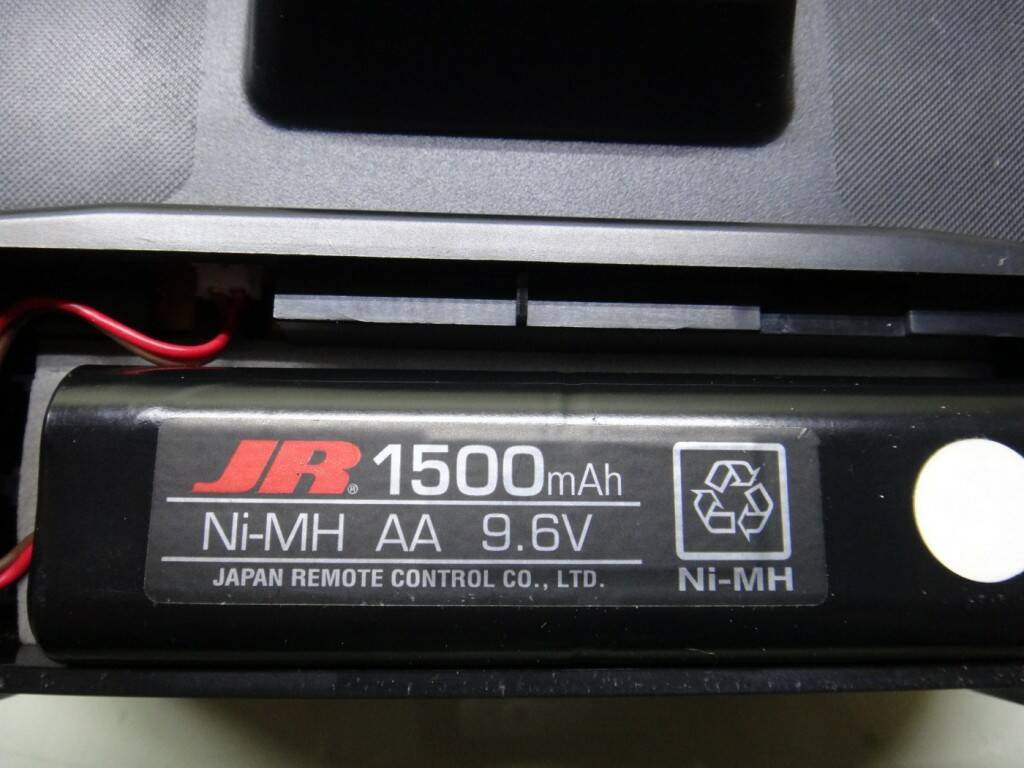 JR® 1500mAh
Ni-MH AA 9.6V
JAPAN REMOTE CONTROL CO., LTD.
Ni-MH